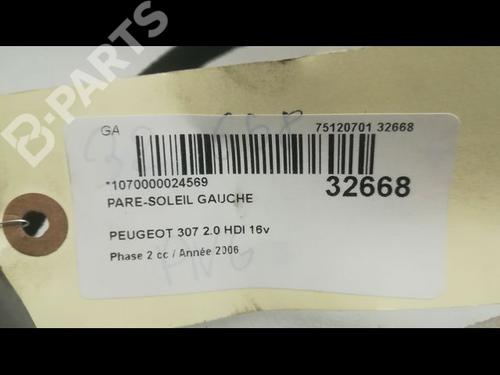 B-PARTS
GA
75120701 32668
*1070000024569
32668
PARE-SOLEIL GAUCHE
PEUGEOT 307 2.0 HDI 16v
Phase 2 cc / Année 2006